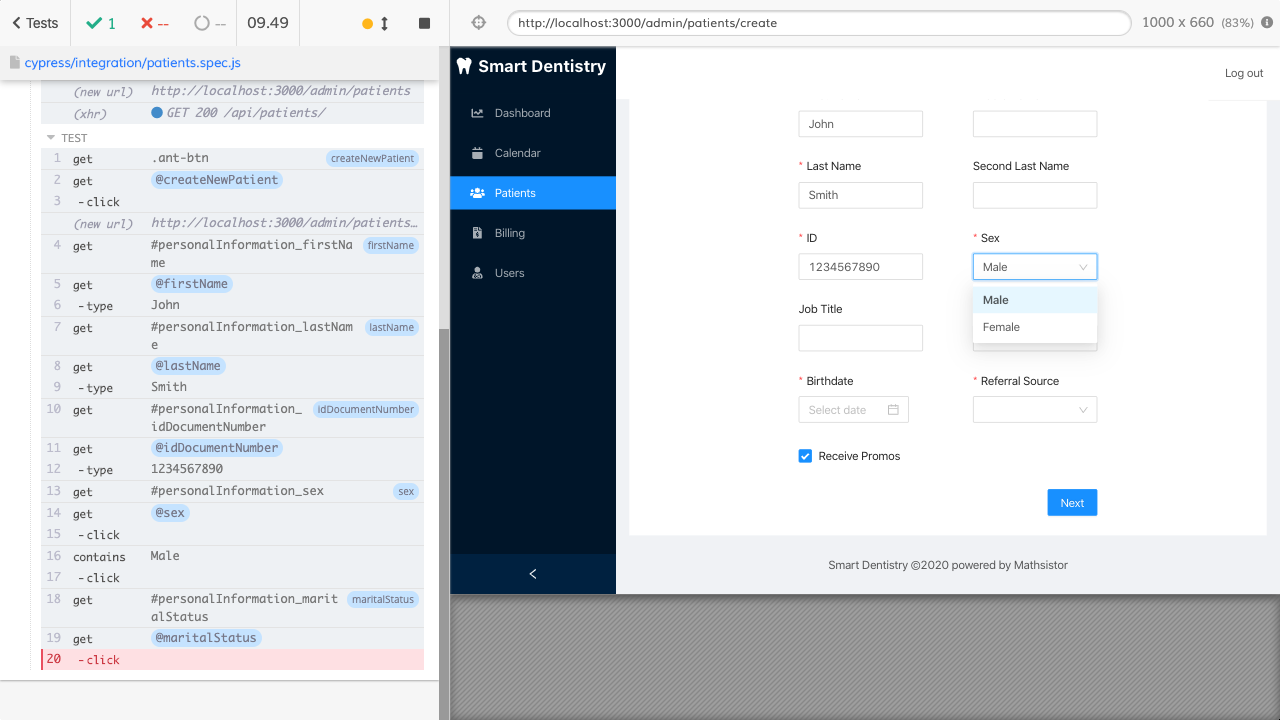 Tests
1
--
--
09.49
cypress/integration/patients.spec.js
(new url) http://localhost:3000/admin/patients
(xhr) GET 200 /api/patients/
TEST
1 get .ant-btn createNewPatient
2 get @createNewPatient
3 -click
(new url) http://localhost:3000/admin/patients…
4 get #personalInformation_firstNa
me
firstName
5 get @firstName
6 -type John
7 get #personalInformation_lastNam
e
lastName
8 get @lastName
9 -type Smith
10 get #personalInformation_
idDocumentNumber
idDocumentNumber
11 get @idDocumentNumber
12 -type 1234567890
13 get #personalInformation_sex sex
14 get @sex
15 -click
16 contains Male
17 -click
18 get #personalInformation_marit
alStatus
maritalStatus
19 get @maritalStatus
20 -click
http://localhost:3000/admin/patients/create
1000 x 660 (83%)
Smart Dentistry
Dashboard
Calendar
Patients
Billing
Users
Log out
John
* Last Name
Second Last Name
Smith
* ID
* Sex
1234567890
Male
Male
Female
Job Title
* Birthdate
* Referral Source
Select date
Receive Promos
Next
Smart Dentistry ©2020 powered by Mathsistor